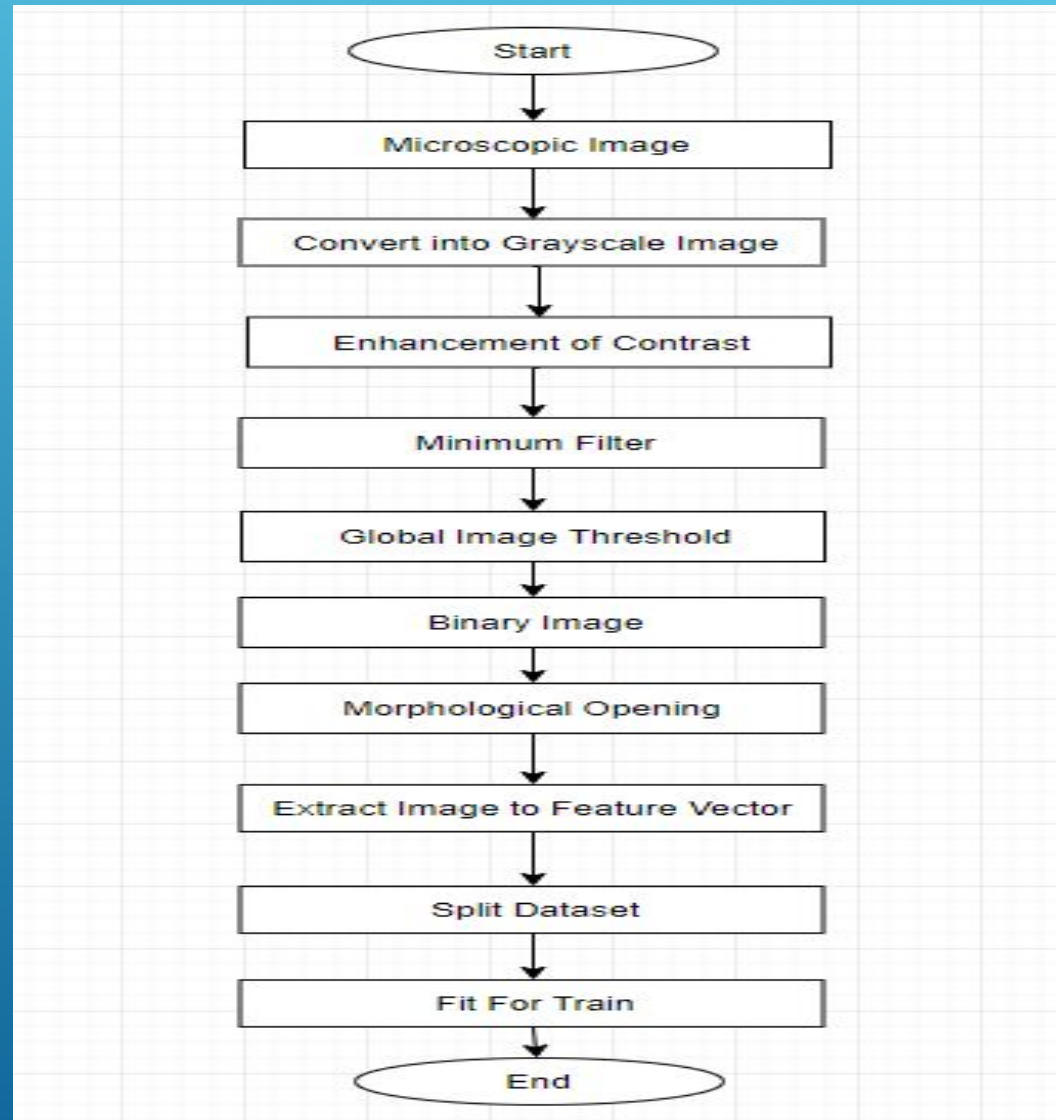 Start
Microscopic Image
Convert into Grayscale Image
Enhancement of Contrast
Minimum Filter
Global Image Threshold
Binary Image
Morphological Opening
Extract Image to Feature Vector
Split Dataset
Fit For Train
End